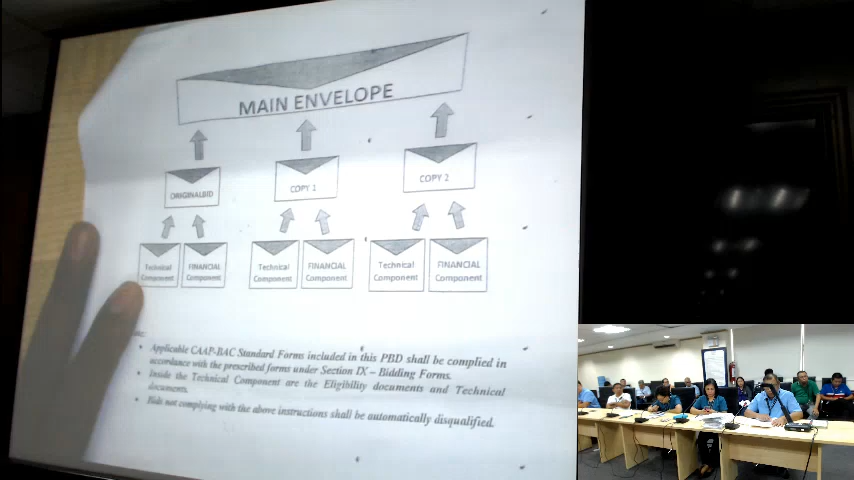 MAIN ENVELOPE
ORIGINALBID
COPY 1
COPY 2
Technical
Component
FINANCIAL
Component
Technical
Component
FINANCIAL
Component
Technical
Component
FINANCIAL
Component
• Applicable CAAP-BAC Standard Forms included in this PBD shall be complied in
accordance with the prescribed forms under Section IX – Bidding Forms.
• Inside the Technical Component are the Eligibility documents and Technical
documents.
• Bids not complying with the above instructions shall be automatically disqualified.